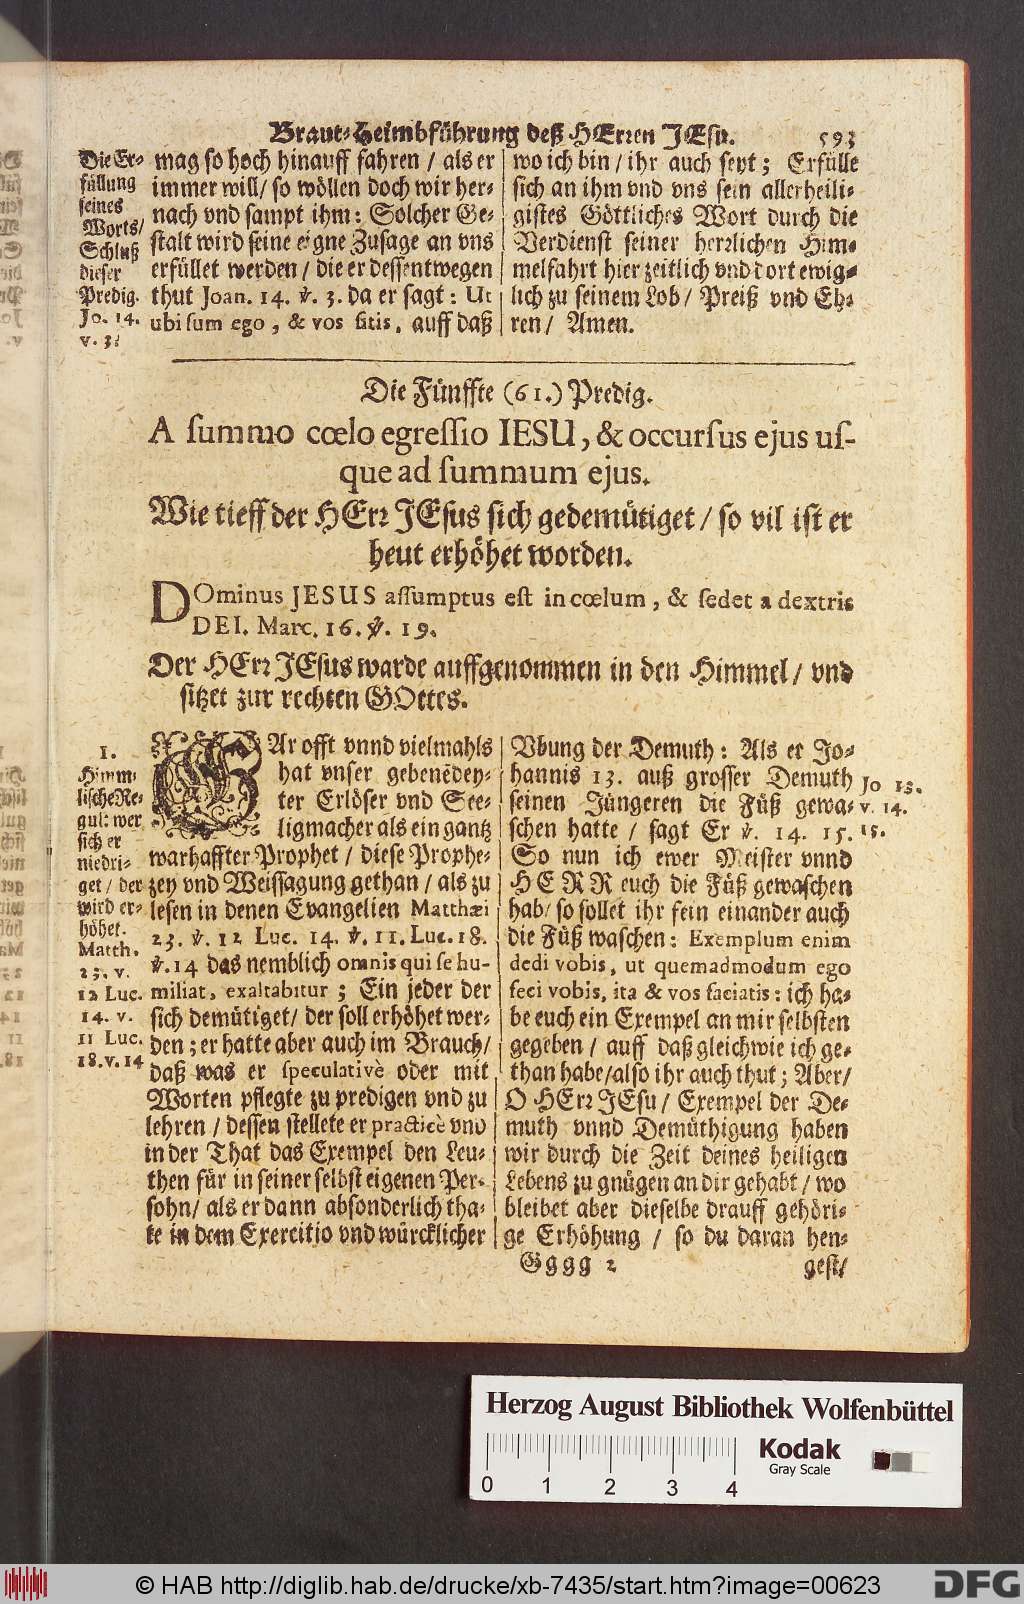 Braut-Heimbführung deß HErren JEsu. 593
Die Er-
füllung
seines
Worts/
Schluß
dieser
Predig.
Jo. 14.
v. 3.
mag so hoch hinauff fahren / als er
immer will / so wöllen doch wir her-
nach vnd sampt ihm: Solcher Ge-
stalt wird seine eigne Zusage an vns
erfüllet werden / die er dessentwegen
thut Joan. 14. v. 3. da er sagt: Ut
ubi sum ego, & vos sitis, auff daß
wo ich bin / ihr auch seyt; Erfülle
sich an ihm vnd vns sein allerheili-
gistes Göttliches Wort durch die
Verdienst seiner herrlichen Him-
melfahrt hier zeitlich vnd dort ewig-
lich zu seinem Lob / Preiß vnd Eh-
ren / Amen.
Die Fünffte (61.) Predig.
A summo cœlo egressio IESU, & occursus ejus us-
que ad summum ejus.
Wie tieff der HErr JEsus sich gedemütiget / so vil ist er
heut erhöhet worden.
DOminus JESUS assumptus est in cœlum, & sedet a dextris
DEI. Marc. 16. v. 19.
Der HErr JEsus warde auffgenommen in den Himmel / vnd
sitzet zur rechten GOttes.
1.
Himm-
lische Re-
gul: wer
sich er
niedri-
get / der
wird er-
höhet.
Matth.
23. v.
12 Luc.
14. v.
11 Luc.
18. v. 14
GAr offt vnnd vielmahls
hat vnser gebenedey-
ter Erlöser vnd See-
ligmacher als ein gantz
warhaffter Prophet / diese Prophe-
zey vnd Weissagung gethan / als zu
lesen in denen Evangelien Matthæi
23. v. 12 Luc. 14. v. 11. Luc. 18.
v. 14 das nemblich omnis qui se hu-
miliat, exaltabitur; Ein jeder der
sich demütiget / der soll erhöhet wer-
den; er hatte aber auch im Brauch /
daß was er speculativè oder mit
Worten pflegte zu predigen vnd zu
lehren / dessen stellete er practicè vnd
in der That das Exempel den Leu-
then für in seiner selbst eigenen Per-
sohn / als er dann absonderlich tha-
te in dem Exercitio vnd würcklicher
Vbung der Demuth: Als er Jo-
hannis 13. auß grosser Demuth
seinen Jüngeren die Füß gewa-
schen hatte / sagt Er v. 14. 15.
So nun ich ewer Meister vnnd
HERR euch die Füß gewaschen
hab / so sollet ihr fein einander auch
die Füß waschen: Exemplum enim
dedi vobis, ut quemadmodum ego
feci vobis, ita & vos faciatis: ich ha-
be euch ein Exempel an mir selbsten
gegeben / auff daß gleichwie ich ge-
than habe / also ihr auch thut; Aber /
O HErr JEsu / Exempel der De-
muth vnnd Demüthigung haben
wir durch die Zeit deines heiligen
Lebens zu gnügen an dir gehabt / wo
bleibet aber dieselbe drauff gehöri-
ge Erhöhung / so du daran hen-
Jo 13.
v. 14.
15.
Gggg 2 gest /
Herzog August Bibliothek Wolfenbüttel
Kodak
Gray Scale
0 1 2 3 4
© HAB http://diglib.hab.de/drucke/xb-7435/start.htm?image=00623
DFG